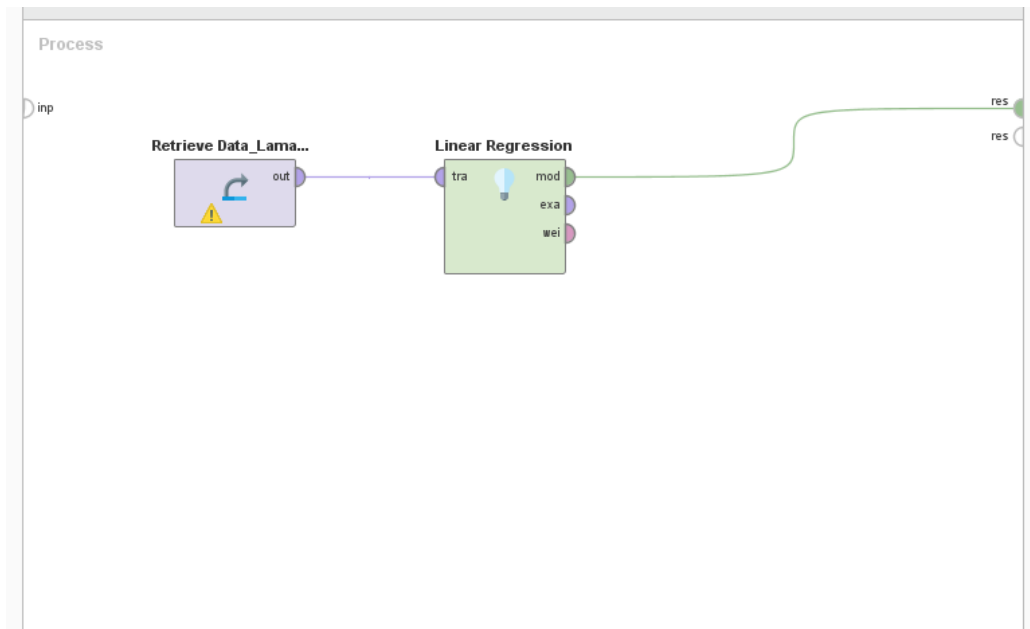 Process
inp
res
res
Retrieve Data_Lama...
out
Linear Regression
tra
mod
exa
wei